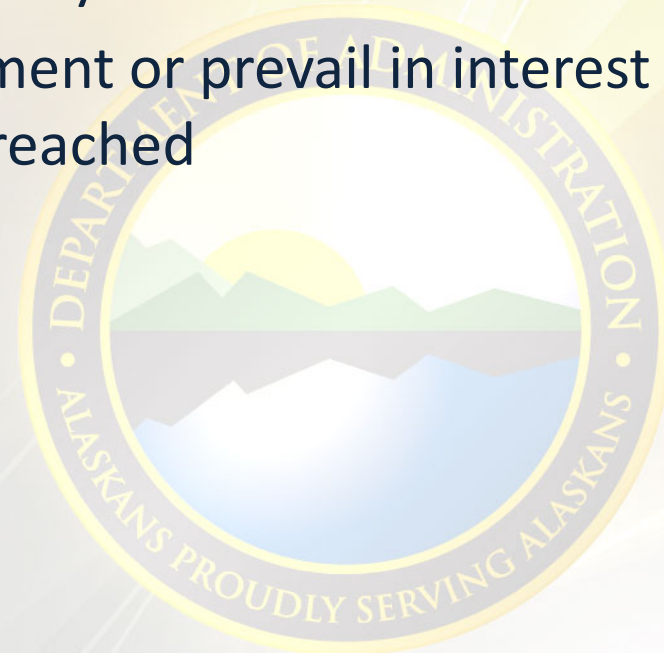 ment or prevail in interest
reached
DEPARTMENT OF ADMINISTRATION
• ALASKANS PROUDLY SERVING ALASKANS •